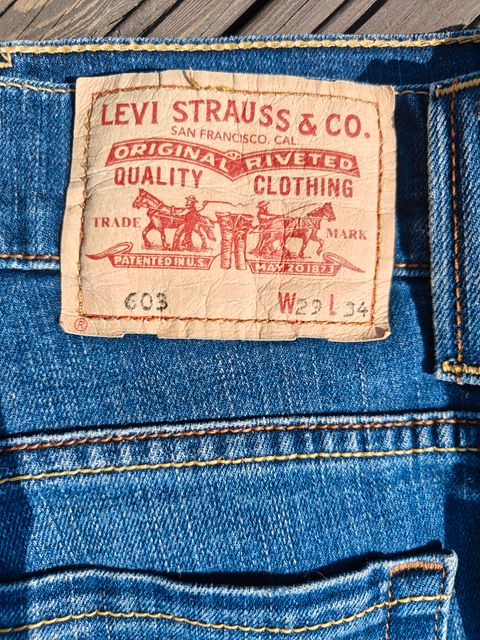 LEVI STRAUSS & CO.
SAN FRANCISCO, CAL.
ORIGINAL RIVETED
QUALITY CLOTHING
TRADE MARK
PATENTED IN U.S. MAY 20 1873
603 W29 L 34
®